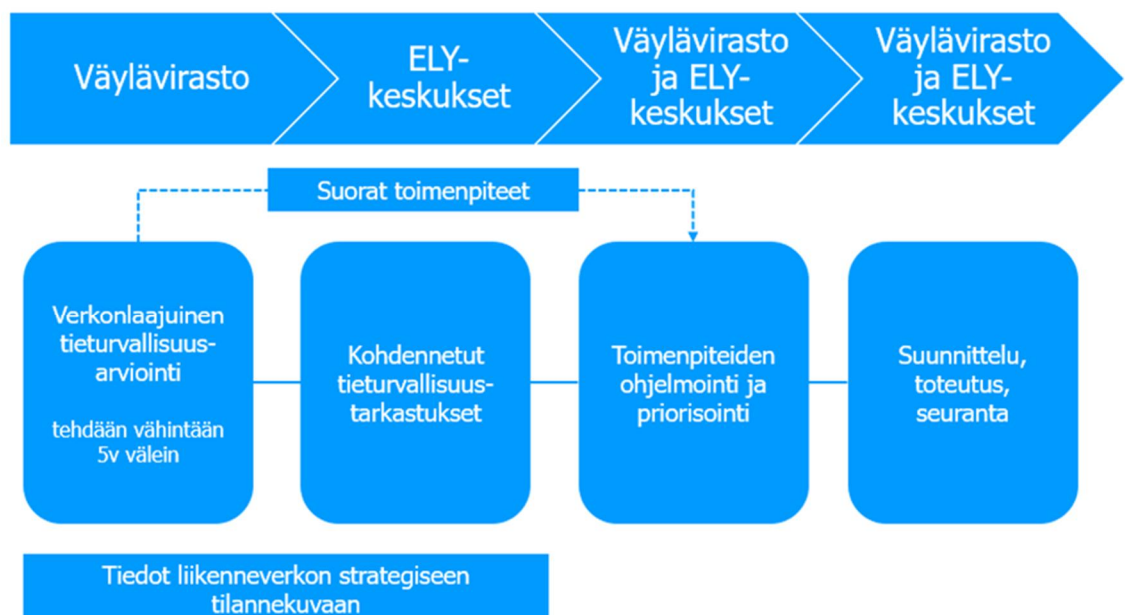 Väylävirasto
ELY-
keskukset
Väylävirasto
ja ELY-
keskukset
Väylävirasto
ja ELY-
keskukset
Suorat toimenpiteet
Verkonlaajuinen
tieturvallisuus-
arviointi
tehdään vähintään
5v välein
Kohdennetut
tieturvallisuus-
tarkastukset
Toimenpiteiden
ohjelmointi ja
priorisointi
Suunnittelu,
toteutus,
seuranta
Tiedot liikenneverkon strategiseen
tilannekuvaan